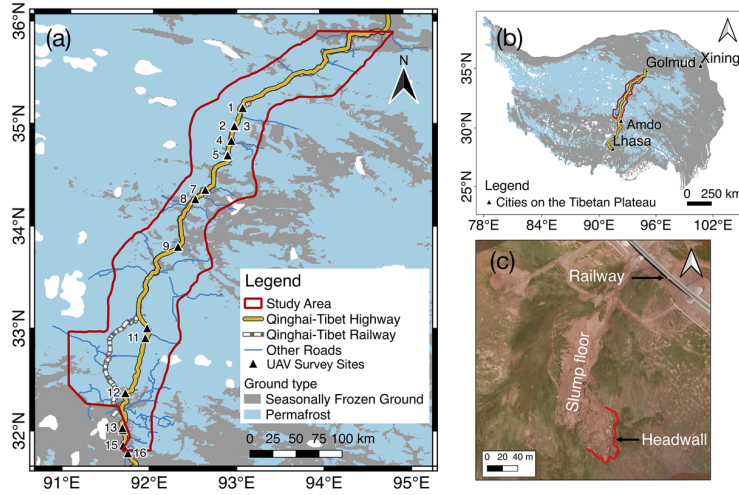 (a)
36°N
35°N
34°N
33°N
32°N
91°E
92°E
93°E
94°E
95°E
N
1
2
3
4
5
7
8
9
11
12
13
15
16
Legend
Study Area
Qinghai-Tibet Highway
Qinghai-Tibet Railway
Other Roads
UAV Survey Sites
Ground type
Seasonally Frozen Ground
Permafrost
0 25 50 75 100 km
(b)
35°N
30°N
25°N
Golmud
Xining
Amdo
Lhasa
Legend
Cities on the Tibetan Plateau
0 250 km
78°E
84°E
90°E
96°E
102°E
(c)
Railway
Slump floor
Headwall
0 20 40 m